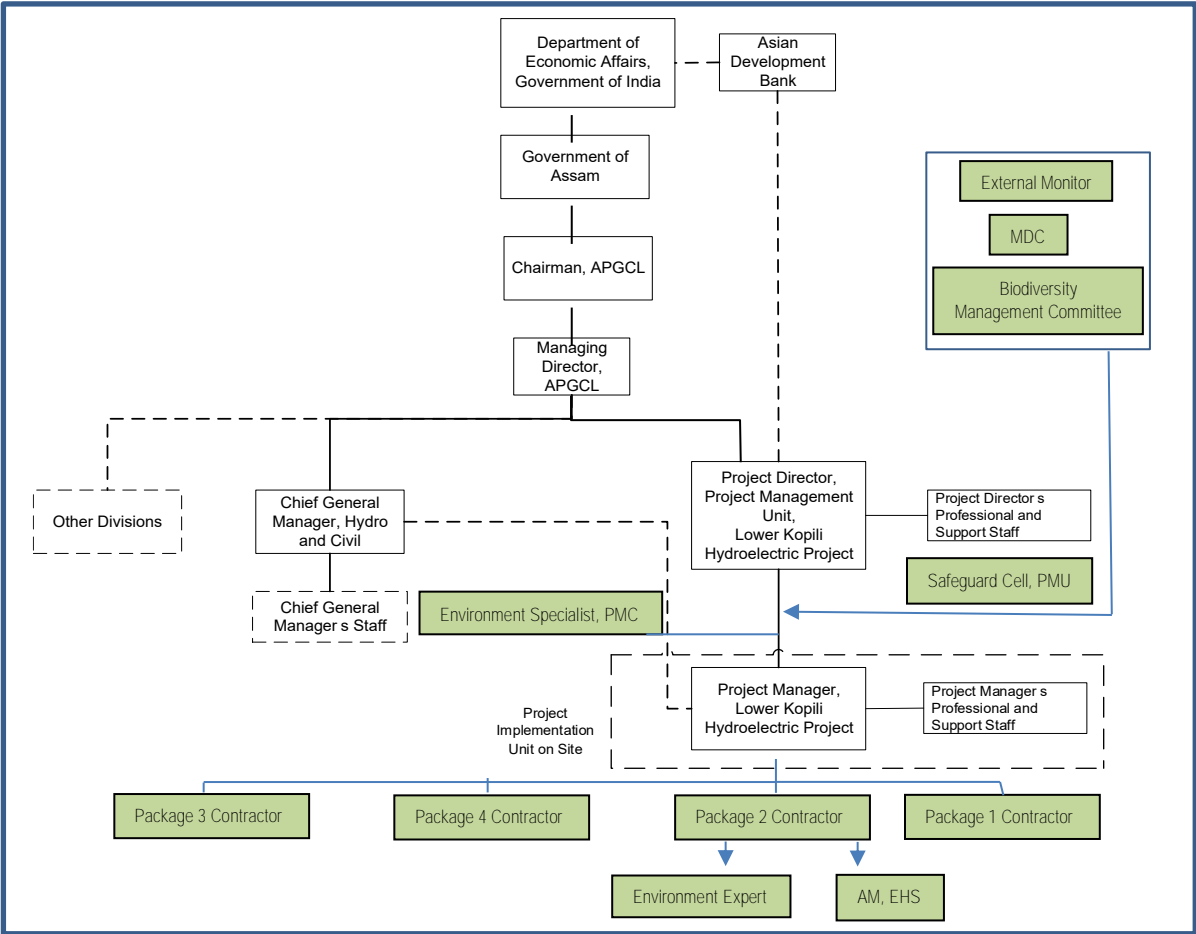 Department of
Economic Affairs,
Government of India
Asian
Development
Bank
Government of
Assam
External Monitor
MDC
Biodiversity
Management Committee
Chairman, APGCL
Managing
Director,
APGCL
Other Divisions
Chief General
Manager, Hydro
and Civil
Project Director,
Project Management
Unit,
Lower Kopili
Hydroelectric Project
Project Director s
Professional and
Support Staff
Safeguard Cell, PMU
Chief General
Manager s Staff
Environment Specialist, PMC
Project
Implementation
Unit on Site
Project Manager,
Lower Kopili
Hydroelectric Project
Project Manager s
Professional and
Support Staff
Package 3 Contractor
Package 4 Contractor
Package 2 Contractor
Package 1 Contractor
Environment Expert
AM, EHS